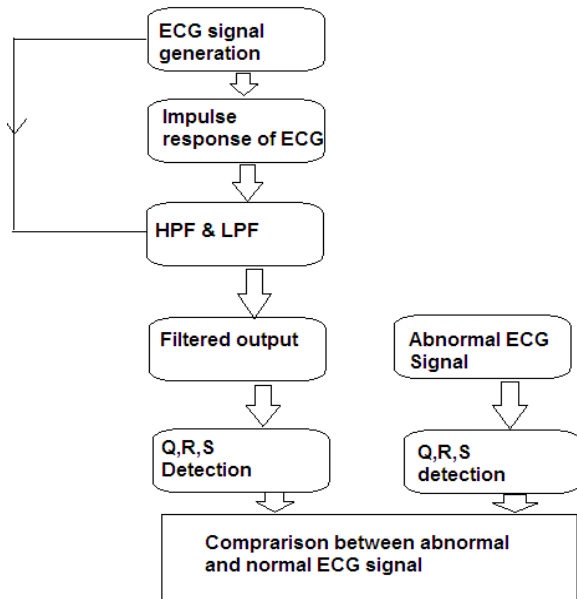 ECG signal
generation
Impulse
response of ECG
HPF & LPF
Filtered output
Abnormal ECG
Signal
Q,R,S
Detection
Q,R,S
detection
Comprarison between abnormal
and normal ECG signal